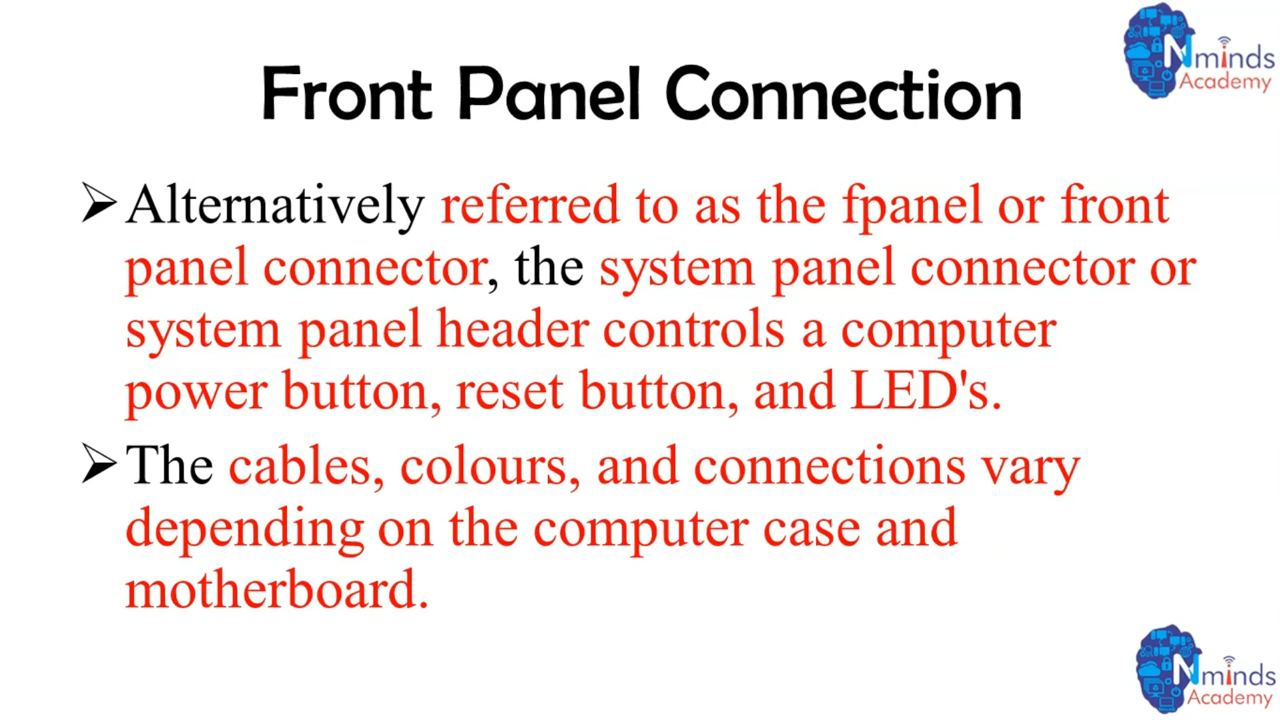 Nminds
Academy
Front Panel Connection
➢Alternatively referred to as the fpanel or front
panel connector, the system panel connector or
system panel header controls a computer
power button, reset button, and LED's.
➢The cables, colours, and connections vary
depending on the computer case and
motherboard.
Nminds
Academy